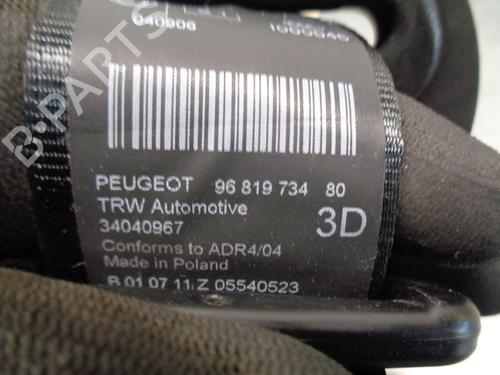 040906
PEUGEOT 96 819 734 80
TRW Automotive
3D
34040967
Conforms to ADR4/04
Made in Poland
B 01 07 11 Z 05540523
B-PARTS